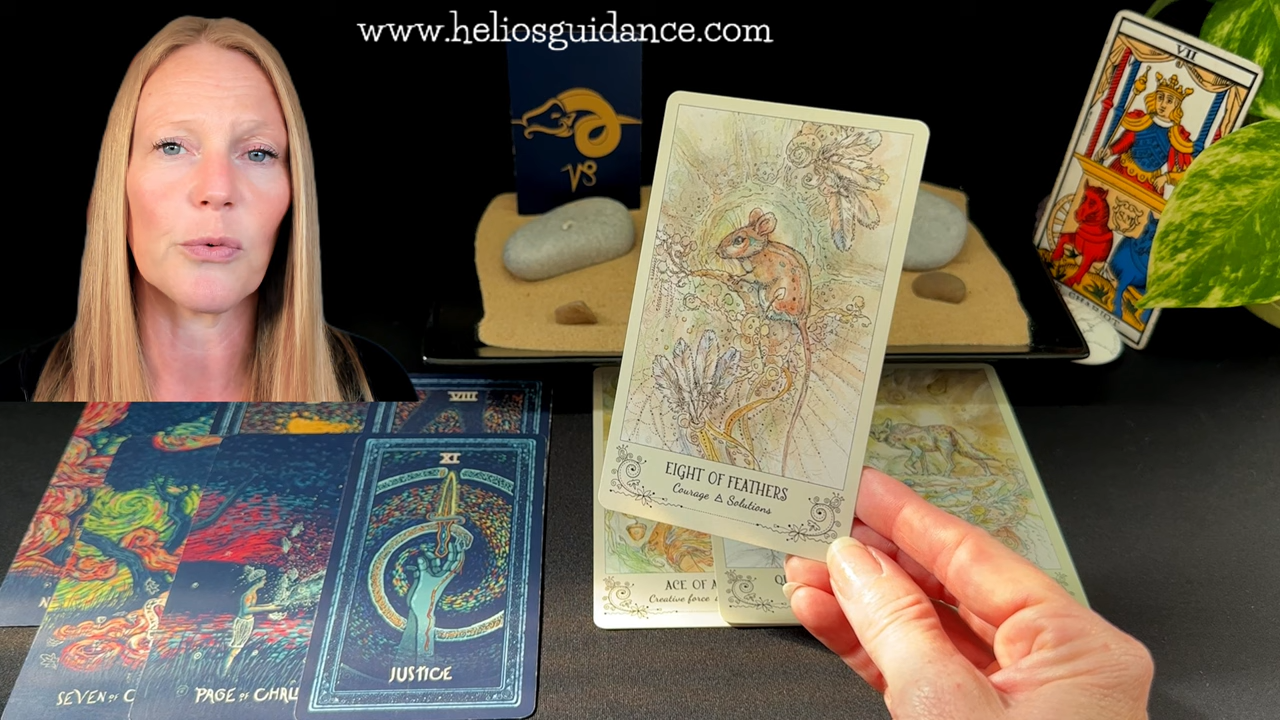 www.heliosguidance.com
VII
CHARIOT
VIII
XI
EIGHT OF FEATHERS
Courage △ Solutions
ACE OF
Creative force
SEVEN OF
PAGE OF CHAL
JUSTICE